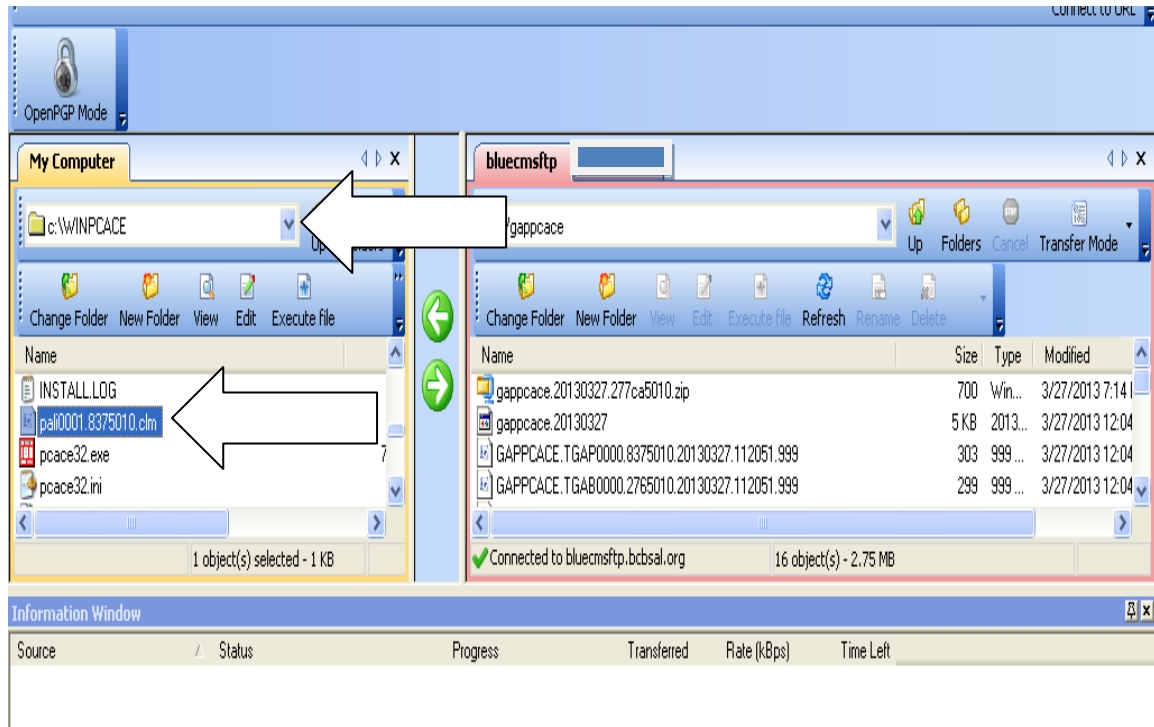 Connect to URL
OpenPGP Mode
My Computer
bluecmsftp
c:\WINPCACE
/gappcace
Up Folders Cancel Transfer Mode
Change Folder New Folder View Edit Execute file
Change Folder New Folder View Edit Execute file Refresh Rename Delete
Name
Name Size Type Modified
INSTALL.LOG
pali0001.8375010.clm
pcace32.exe 7
pcace32.ini
gappcace.20130327.277ca5010.zip 700 Win... 3/27/2013 7:14
gappcace.20130327 5 KB 2013... 3/27/2013 12:04
GAPPCACE.TGAP0000.8375010.20130327.112051.999 303 999 ... 3/27/2013 12:04
GAPPCACE.TGAB0000.2765010.20130327.112051.999 299 999 ... 3/27/2013 12:04
1 object(s) selected - 1 KB
Connected to bluecmsftp.bcbsal.org 16 object(s) - 2.75 MB
Information Window
Source Status Progress Transferred Rate (kBps) Time Left